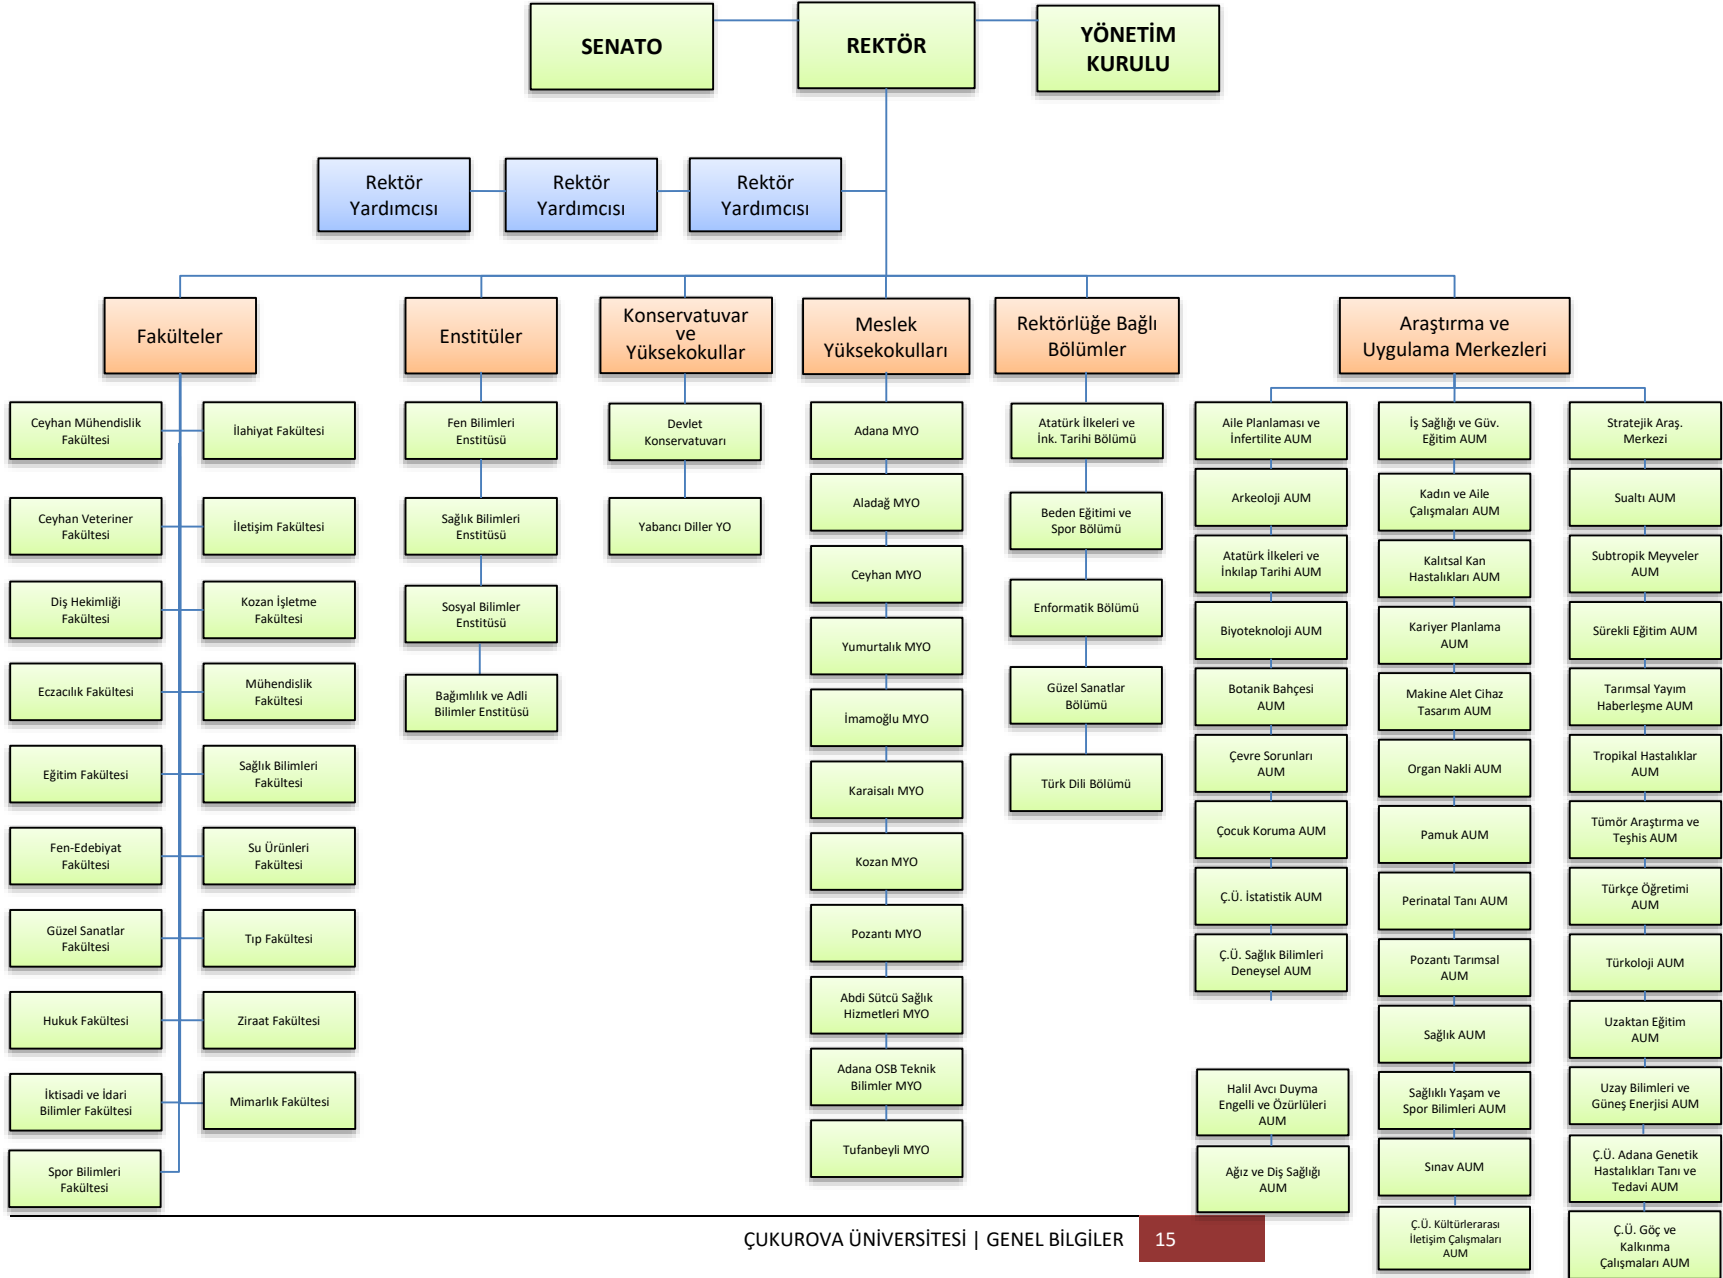 SENATO
REKTÖR
YÖNETİM
KURULU
Rektör
Yardımcısı
Rektör
Yardımcısı
Rektör
Yardımcısı
Fakülteler
Enstitüler
Konservatuvar
ve
Yüksekokullar
Meslek
Yüksekokulları
Rektörlüğe Bağlı
Bölümler
Araştırma ve
Uygulama Merkezleri
Ceyhan Mühendislik
Fakültesi
İlahiyat Fakültesi
Ceyhan Veteriner
Fakültesi
İletişim Fakültesi
Diş Hekimliği
Fakültesi
Kozan İşletme
Fakültesi
Eczacılık Fakültesi
Mühendislik
Fakültesi
Eğitim Fakültesi
Sağlık Bilimleri
Fakültesi
Fen-Edebiyat
Fakültesi
Su Ürünleri
Fakültesi
Güzel Sanatlar
Fakültesi
Tıp Fakültesi
Hukuk Fakültesi
Ziraat Fakültesi
İktisadi ve İdari
Bilimler Fakültesi
Mimarlık Fakültesi
Spor Bilimleri
Fakültesi
Fen Bilimleri
Enstitüsü
Sağlık Bilimleri
Enstitüsü
Sosyal Bilimler
Enstitüsü
Bağımlılık ve Adli
Bilimler Enstitüsü
Devlet
Konservatuvarı
Yabancı Diller YO
Adana MYO
Aladağ MYO
Ceyhan MYO
Yumurtalık MYO
İmamoğlu MYO
Karaisalı MYO
Kozan MYO
Pozantı MYO
Abdi Sütcü Sağlık
Hizmetleri MYO
Adana OSB Teknik
Bilimler MYO
Tufanbeyli MYO
Atatürk İlkeleri ve
İnk. Tarihi Bölümü
Beden Eğitimi ve
Spor Bölümü
Enformatik Bölümü
Güzel Sanatlar
Bölümü
Türk Dili Bölümü
Aile Planlaması ve
İnfertilite AUM
Arkeoloji AUM
Atatürk İlkeleri ve
İnkılap Tarihi AUM
Biyoteknoloji AUM
Botanik Bahçesi
AUM
Çevre Sorunları
AUM
Çocuk Koruma AUM
Ç.Ü. İstatistik AUM
Ç.Ü. Sağlık Bilimleri
Deneysel AUM
Halil Avcı Duyma
Engelli ve Özürlüleri
AUM
Ağız ve Diş Sağlığı
AUM
İş Sağlığı ve Güv.
Eğitim AUM
Kadın ve Aile
Çalışmaları AUM
Kalıtsal Kan
Hastalıkları AUM
Kariyer Planlama
AUM
Makine Alet Cihaz
Tasarım AUM
Organ Nakli AUM
Pamuk AUM
Perinatal Tanı AUM
Pozantı Tarımsal
AUM
Sağlık AUM
Sağlıklı Yaşam ve
Spor Bilimleri AUM
Sınav AUM
Ç.Ü. Kültürlerarası
İletişim Çalışmaları
AUM
Stratejik Araş.
Merkezi
Sualtı AUM
Subtropik Meyveler
AUM
Sürekli Eğitim AUM
Tarımsal Yayım
Haberleşme AUM
Tropikal Hastalıklar
AUM
Tümör Araştırma ve
Teşhis AUM
Türkçe Öğretimi
AUM
Türkoloji AUM
Uzaktan Eğitim
AUM
Uzay Bilimleri ve
Güneş Enerjisi AUM
Ç.Ü. Adana Genetik
Hastalıkları Tanı ve
Tedavi AUM
Ç.Ü. Göç ve
Kalkınma
Çalışmaları AUM
ÇUKUROVA ÜNİVERSİTESİ | GENEL BİLGİLER 15